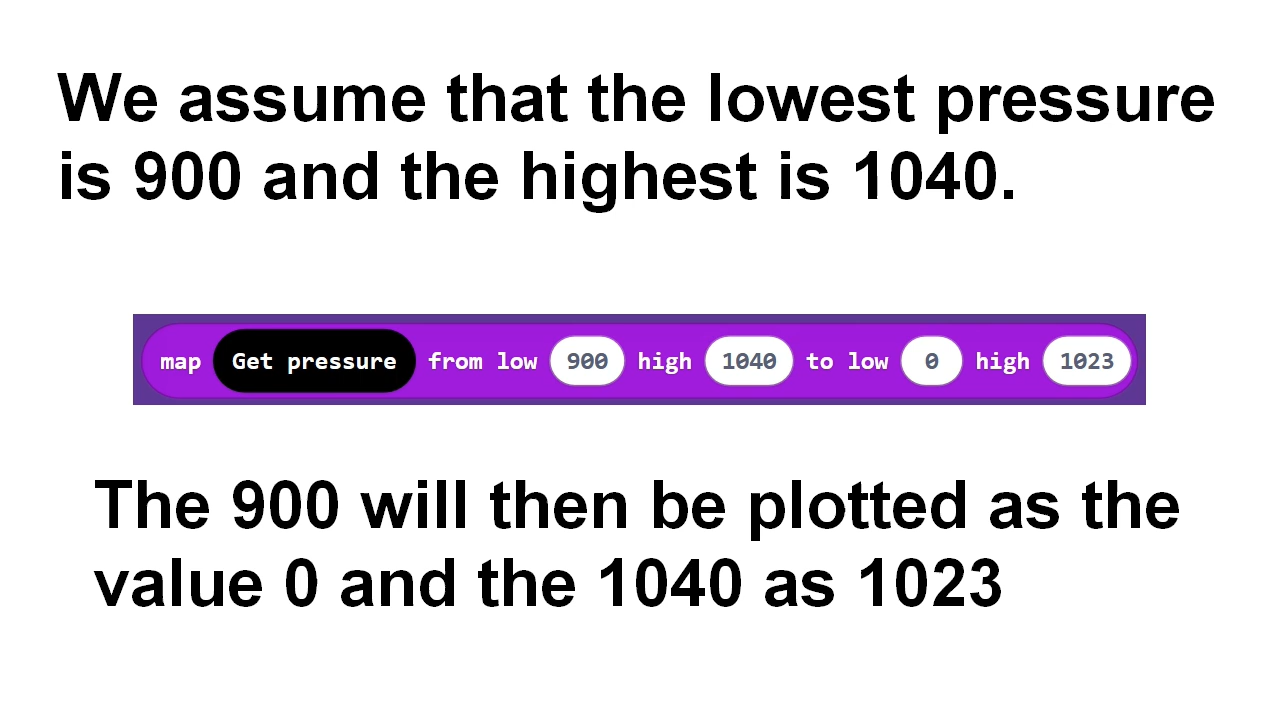 We assume that the lowest pressure
is 900 and the highest is 1040.
map Get pressure from low 900 high 1040 to low 0 high 1023
The 900 will then be plotted as the
value 0 and the 1040 as 1023